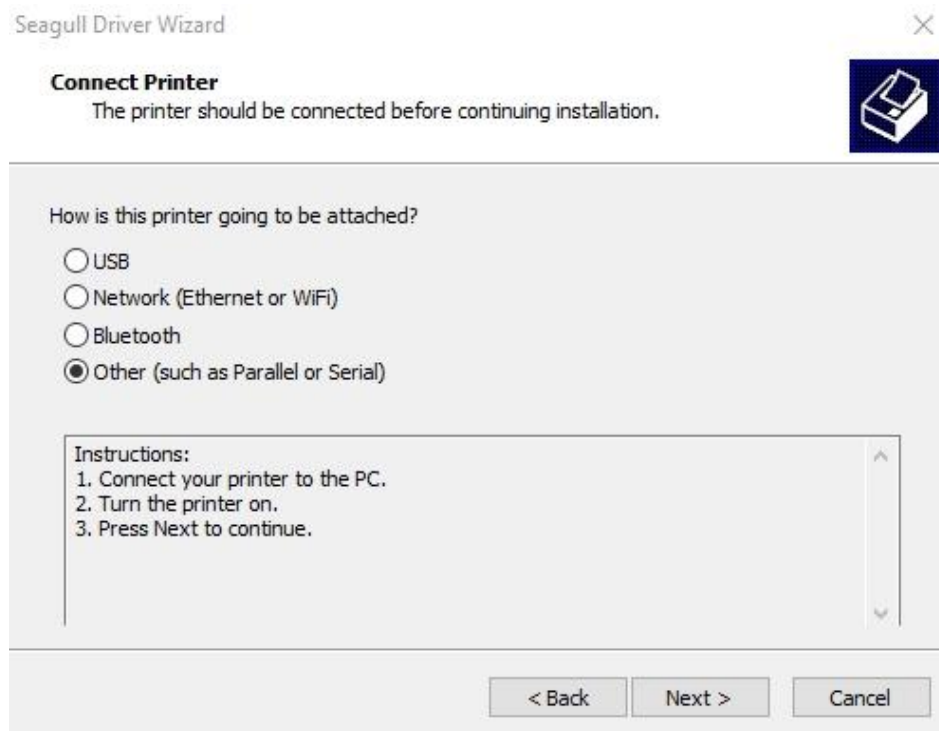 Seagull Driver Wizard
Connect Printer
The printer should be connected before continuing installation.
How is this printer going to be attached?
USB
Network (Ethernet or WiFi)
Bluetooth
Other (such as Parallel or Serial)
Instructions:
1. Connect your printer to the PC.
2. Turn the printer on.
3. Press Next to continue.
< Back Next > Cancel